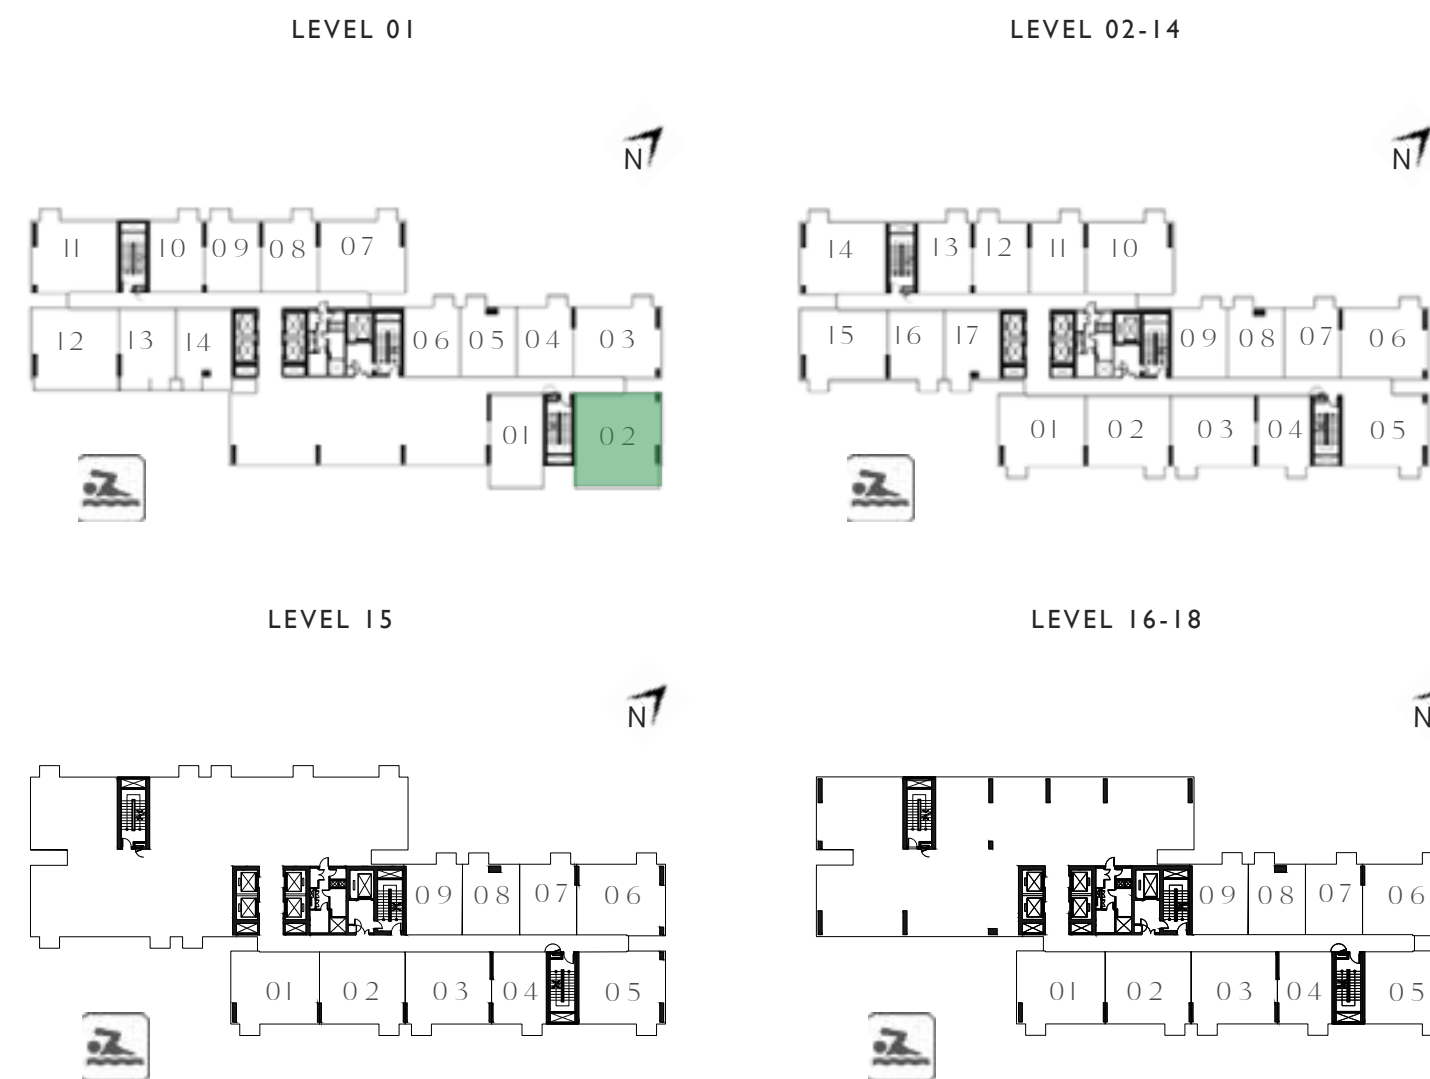 LEVEL 01
LEVEL 02-14
N
N
11 10 09 08 07
14 13 12 11 10
12 13 14 06 05 04 03
15 16 17 09 08 07 06
01 02
01 02 03 04 05
LEVEL 15
LEVEL 16-18
N
N
09 08 07 06
09 08 07 06
01 02 03 04 05
01 02 03 04 05